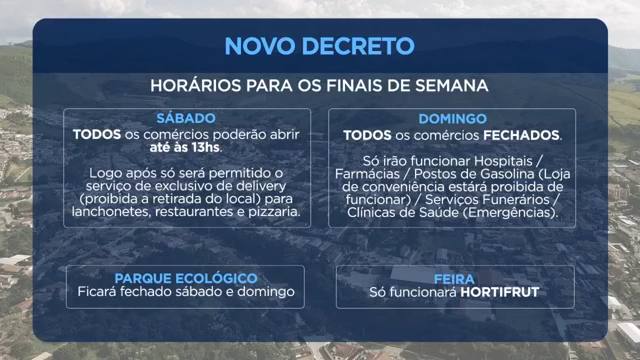 NOVO DECRETO
HORÁRIOS PARA OS FINAIS DE SEMANA
SÁBADO
TODOS os comércios poderão abrir
até às 13hs.
Logo após só será permitido o
serviço de exclusivo de delivery
(proibida a retirada do local) para
lanchonetes, restaurantes e pizzaria.
DOMINGO
TODOS os comércios FECHADOS.
Só irão funcionar Hospitais /
Farmácias / Postos de Gasolina (Loja
de conveniência estárá proibida de
funcionar) / Serviços Funerários /
Clínicas de Saúde (Emergências).
PARQUE ECOLÓGICO
Ficará fechado sábado e domingo
FEIRA
Só funcionará HORTIFRUT